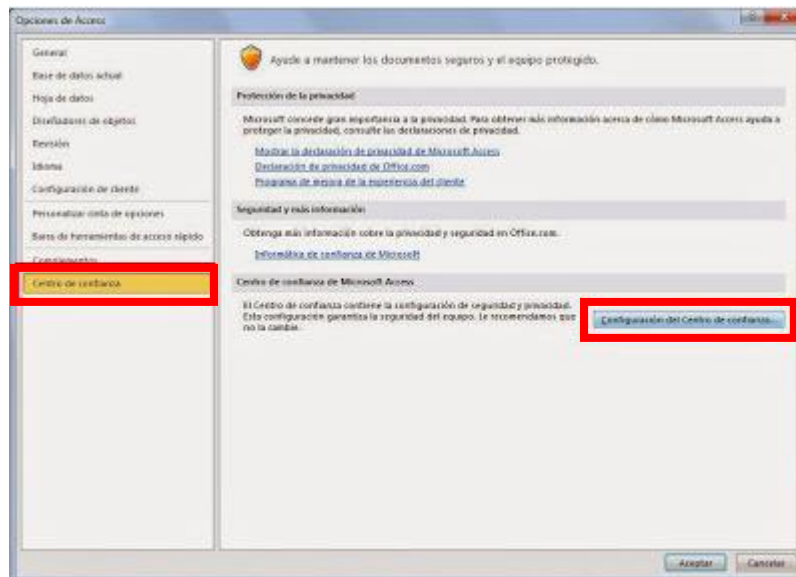 Opciones de Access
General
Base de datos actual
Hoja de datos
Diseñadores de objetos
Revisión
Idioma
Configuración de cliente
Personalizar cinta de opciones
Barra de herramientas de acceso rápido
Complementos
Centro de confianza
Ayude a mantener los documentos seguros y el equipo protegido.
Protección de la privacidad
Microsoft concede gran importancia a la privacidad. Para obtener más información acerca de cómo Microsoft Access ayuda a
proteger la privacidad, consulte las declaraciones de privacidad.
Mostrar la declaración de privacidad de Microsoft Access
Declaración de privacidad de Office.com
Programa de mejora de la experiencia del cliente
Seguridad y más información
Obtenga más información sobre la privacidad y seguridad en Office.com.
Informática de confianza de Microsoft
Centro de confianza de Microsoft Access
El Centro de confianza contiene la configuración de seguridad y privacidad.
Esta configuración garantiza la seguridad del equipo. Le recomendamos que
no la cambie.
Configuración del Centro de confianza...
Aceptar
Cancelar